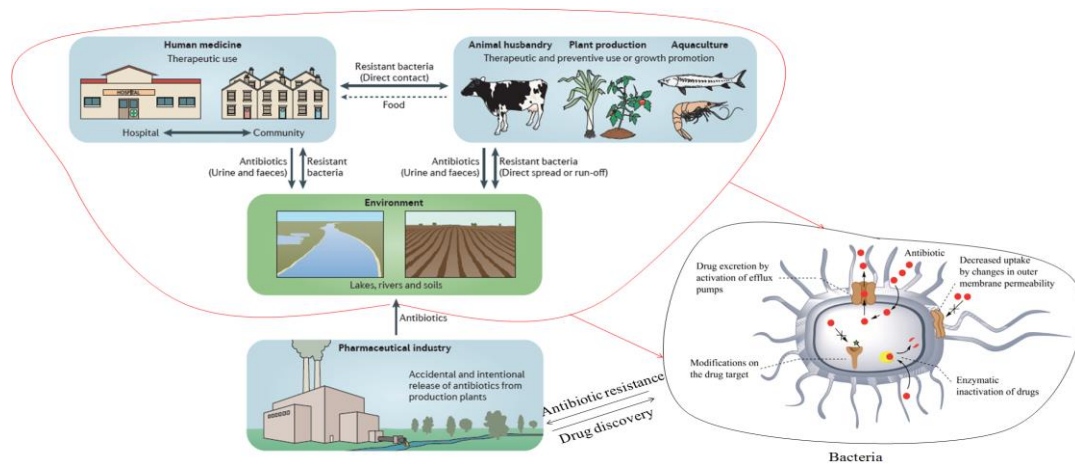 Human medicine
Therapeutic use
HOSPITAL
Hospital
Community
Resistant bacteria
(Direct contact)
Food
Animal husbandry
Plant production
Aquaculture
Therapeutic and preventive use or growth promotion
Antibiotics
(Urine and faeces)
Resistant
bacteria
Antibiotics
(Urine and faeces)
Resistant bacteria
(Direct spread or run-off)
Environment
Lakes, rivers and soils
Antibiotics
Pharmaceutical industry
Accidental and intentional
release of antibiotics from
production plants
Antibiotic resistance
Drug discovery
Drug excretion by
activation of efflux
pumps
Antibiotic
Decreased uptake
by changes in outer
membrane permeability
Modifications on
the drug target
Enzymatic
inactivation of drugs
Bacteria